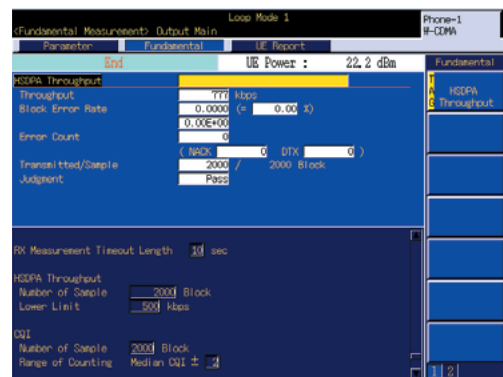 Loop Mode 1
Phone-1
<Fundamental Measurement> Output Main
W-CDMA
Parameter Fundamental UE Report
End UE Power : 22.2 dBm
Fundamental
HSDPA Throughput
Throughput 777 kbps
Block Error Rate 0.0000 (= 0.00 %)
0.00E+00
Error Count 0
( NACK 0 DTX 0 )
Transmitted/Sample 2000 / 2000 Block
Judgment Pass
TAG
HSDPA
Throughput
RX Measurement Timeout Length 10 sec
HSDPA Throughput
Number of Sample 2000 Block
Lower Limit 500 kbps
CQI
Number of Sample 2000 Block
Range of Counting Median CQI ± 2
1 2